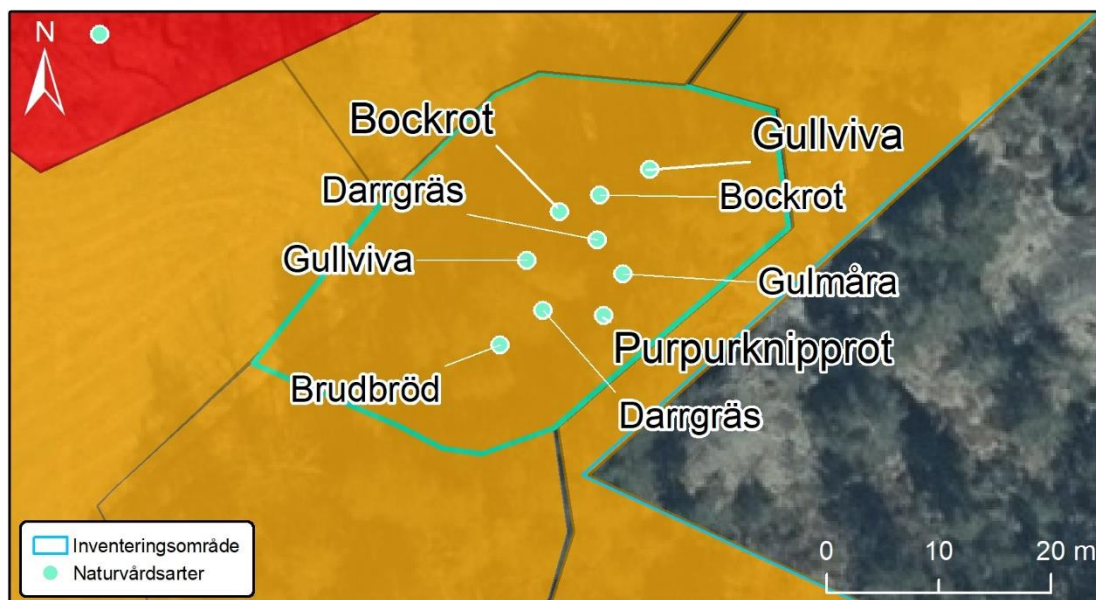 N
Bockrot
Gullviva
Darrgräs
Bockrot
Gullviva
Gulmåra
Purpurknipprot
Brudbröd
Darrgräs
Inventeringsområde
Naturvårdsarter
0 10 20 m